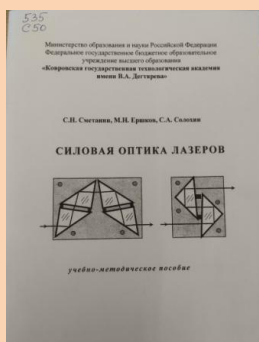 535
С50
Министерство образования и науки Российской Федерации
Федеральное государственное бюджетное образовательное
учреждение высшего образования
«Ковровская государственная технологическая академия
имени В.А. Дегтярева»
С.Н. Сметанин, М.Н. Ершков, С.А. Солохин
СИЛОВАЯ ОПТИКА ЛАЗЕРОВ
учебно-методическое пособие